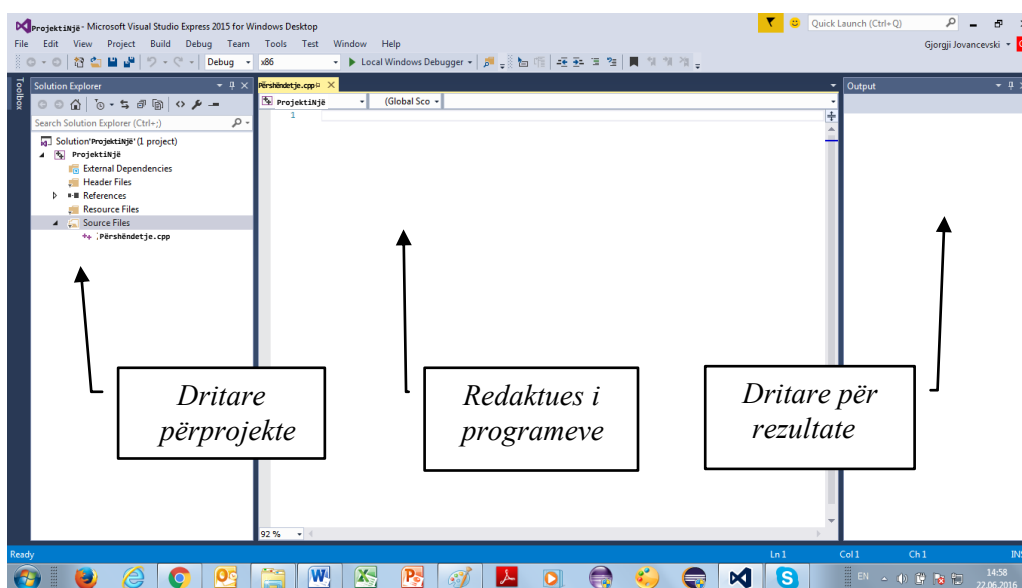 ProjektiNjë - Microsoft Visual Studio Express 2015 for Windows Desktop
Quick Launch (Ctrl+Q)
File Edit View Project Build Debug Team Tools Test Window Help
Gjorgji Jovancevski
Debug x86 Local Windows Debugger
Toolbox
Solution Explorer
Përshëndetje.cpp
Output
ProjektiNjë (Global Sco
Search Solution Explorer (Ctrl+;)
1
Solution'ProjektiNjë'(1 project)
ProjektiNjë
External Dependencies
Header Files
References
Resource Files
Source Files
Përshëndetje.cpp
Dritare
përprojekte
Redaktues i
programeve
Dritare për
rezultate
92 %
Ready Ln 1 Col 1 Ch 1 INS
EN 14:58
22.06.2016